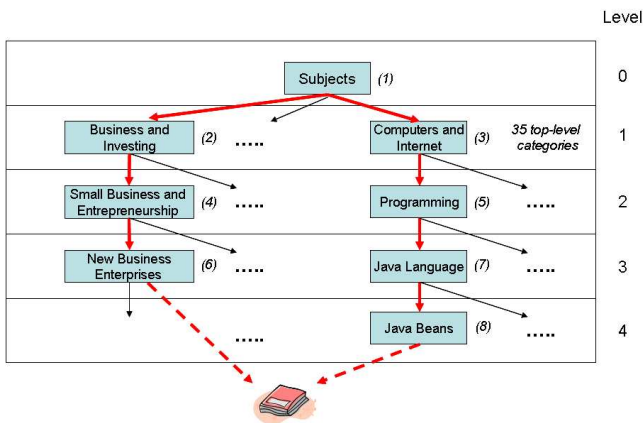 Level
Subjects (1)
0
Business and
Investing
(2)
.....
Computers and
Internet
(3)
35 top-level
categories
1
Small Business and
Entrepreneurship
(4)
.....
Programming
(5)
.....
2
New Business
Enterprises
(6)
.....
Java Language
(7)
.....
3
.....
Java Beans
(8)
.....
4